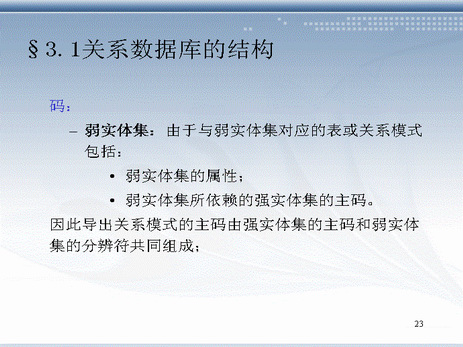 §3.1关系数据库的结构
码：
– 弱实体集：由于与弱实体集对应的表或关系模式
包括：
• 弱实体集的属性；
• 弱实体集所依赖的强实体集的主码。
因此导出关系模式的主码由强实体集的主码和弱实体
集的分辨符共同组成；
23